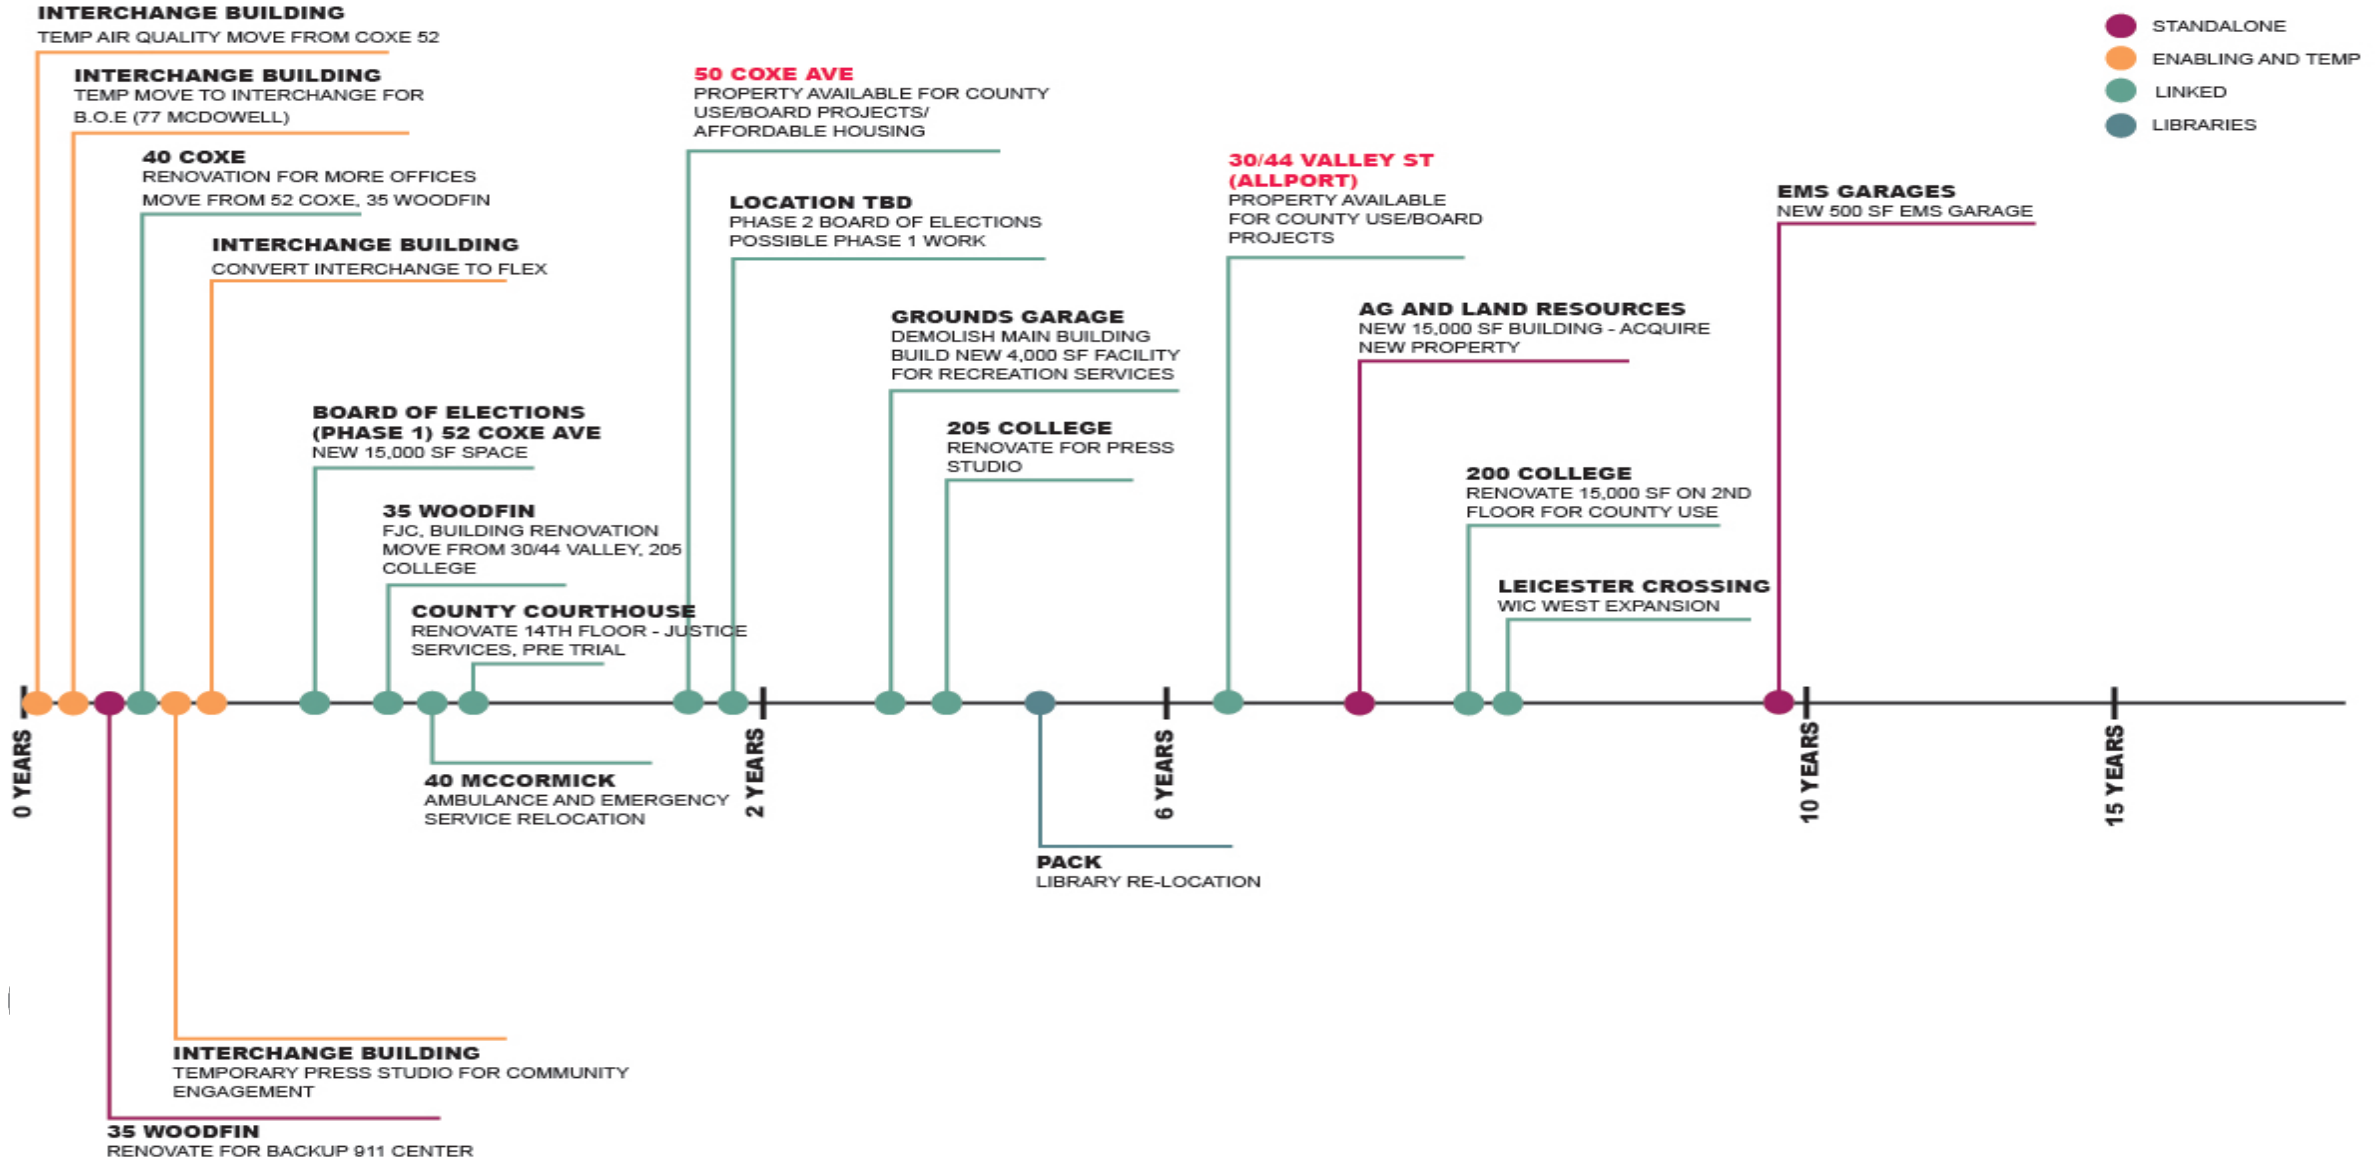 INTERCHANGE BUILDING
TEMP AIR QUALITY MOVE FROM COXE 52
INTERCHANGE BUILDING
TEMP MOVE TO INTERCHANGE FOR
B.O.E (77 MCDOWELL)
40 COXE
RENOVATION FOR MORE OFFICES
MOVE FROM 52 COXE, 35 WOODFIN
INTERCHANGE BUILDING
CONVERT INTERCHANGE TO FLEX
BOARD OF ELECTIONS
(PHASE 1) 52 COXE AVE
NEW 15,000 SF SPACE
35 WOODFIN
FJC, BUILDING RENOVATION
MOVE FROM 30/44 VALLEY, 205
COLLEGE
COUNTY COURTHOUSE
RENOVATE 14TH FLOOR - JUSTICE
SERVICES, PRE TRIAL
50 COXE AVE
PROPERTY AVAILABLE FOR COUNTY
USE/BOARD PROJECTS/
AFFORDABLE HOUSING
LOCATION TBD
PHASE 2 BOARD OF ELECTIONS
POSSIBLE PHASE 1 WORK
GROUNDS GARAGE
DEMOLISH MAIN BUILDING
BUILD NEW 4,000 SF FACILITY
FOR RECREATION SERVICES
205 COLLEGE
RENOVATE FOR PRESS
STUDIO
30/44 VALLEY ST
(ALLPORT)
PROPERTY AVAILABLE
FOR COUNTY USE/BOARD
PROJECTS
AG AND LAND RESOURCES
NEW 15,000 SF BUILDING - ACQUIRE
NEW PROPERTY
200 COLLEGE
RENOVATE 15,000 SF ON 2ND
FLOOR FOR COUNTY USE
LEICESTER CROSSING
WIC WEST EXPANSION
EMS GARAGES
NEW 500 SF EMS GARAGE
STANDALONE
ENABLING AND TEMP
LINKED
LIBRARIES
0 YEARS
2 YEARS
6 YEARS
10 YEARS
15 YEARS
40 MCCORMICK
AMBULANCE AND EMERGENCY
SERVICE RELOCATION
PACK
LIBRARY RE-LOCATION
INTERCHANGE BUILDING
TEMPORARY PRESS STUDIO FOR COMMUNITY
ENGAGEMENT
35 WOODFIN
RENOVATE FOR BACKUP 911 CENTER